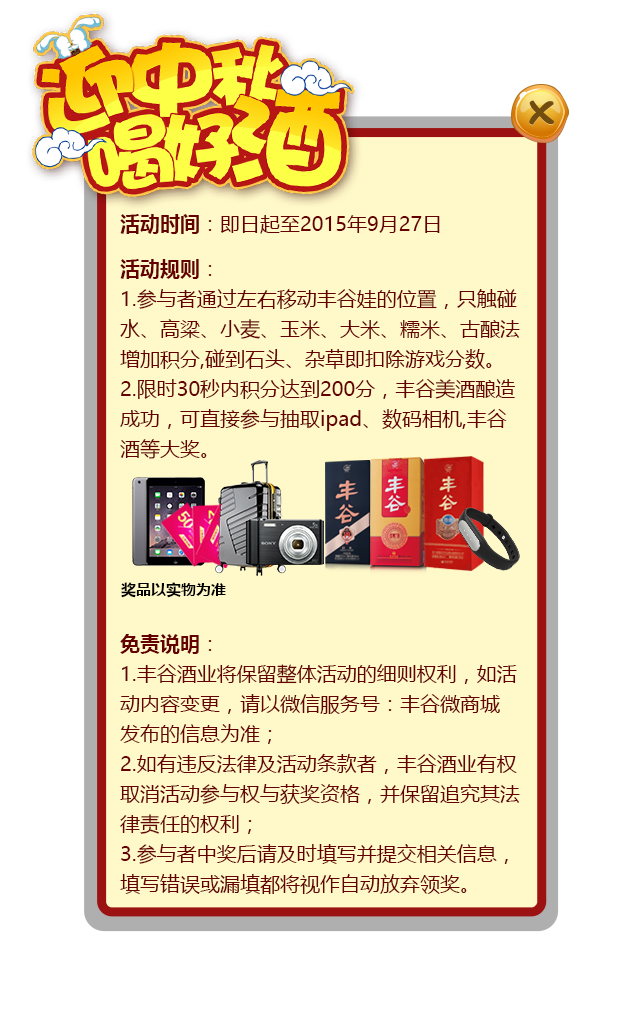 迎中秋
喝好酒
活动时间：即日起至2015年9月27日
活动规则：
1.参与者通过左右移动丰谷娃的位置，只触碰
水、高粱、小麦、玉米、大米、糯米、古酿法
增加积分,碰到石头、杂草即扣除游戏分数。
2.限时30秒内积分达到200分，丰谷美酒酿造
成功，可直接参与抽取ipad、数码相机,丰谷
酒等大奖。
50
SONY
丰谷
丰谷
丰谷
奖品以实物为准
免责说明：
1.丰谷酒业将保留整体活动的细则权利，如活
动内容变更，请以微信服务号：丰谷微商城
发布的信息为准；
2.如有违反法律及活动条款者，丰谷酒业有权
取消活动参与权与获奖资格，并保留追究其法
律责任的权利；
3.参与者中奖后请及时填写并提交相关信息，
填写错误或漏填都将视作自动放弃领奖。